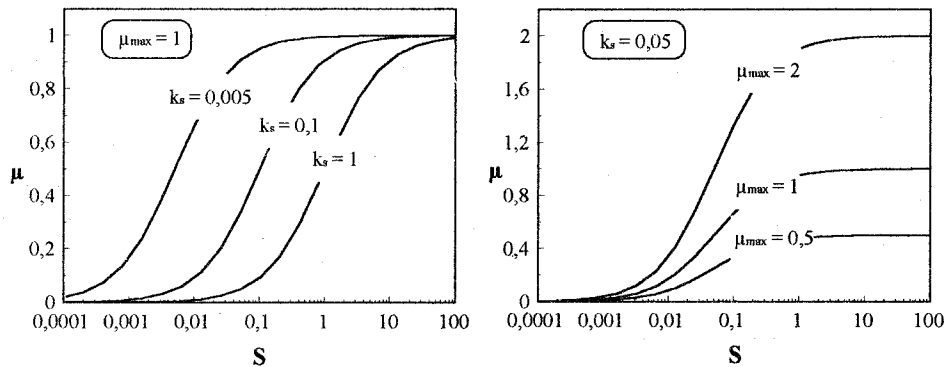 μmax = 1
1
0,8
0,6
0,4
0,2
0
μ
ks = 0,005
ks = 0,1
ks = 1
0,0001 0,001 0,01 0,1 1 10 100
S
ks = 0,05
2
1,6
1,2
0,8
0,4
0
μ
μmax = 2
μmax = 1
μmax = 0,5
0,0001 0,001 0,01 0,1 1 10 100
S